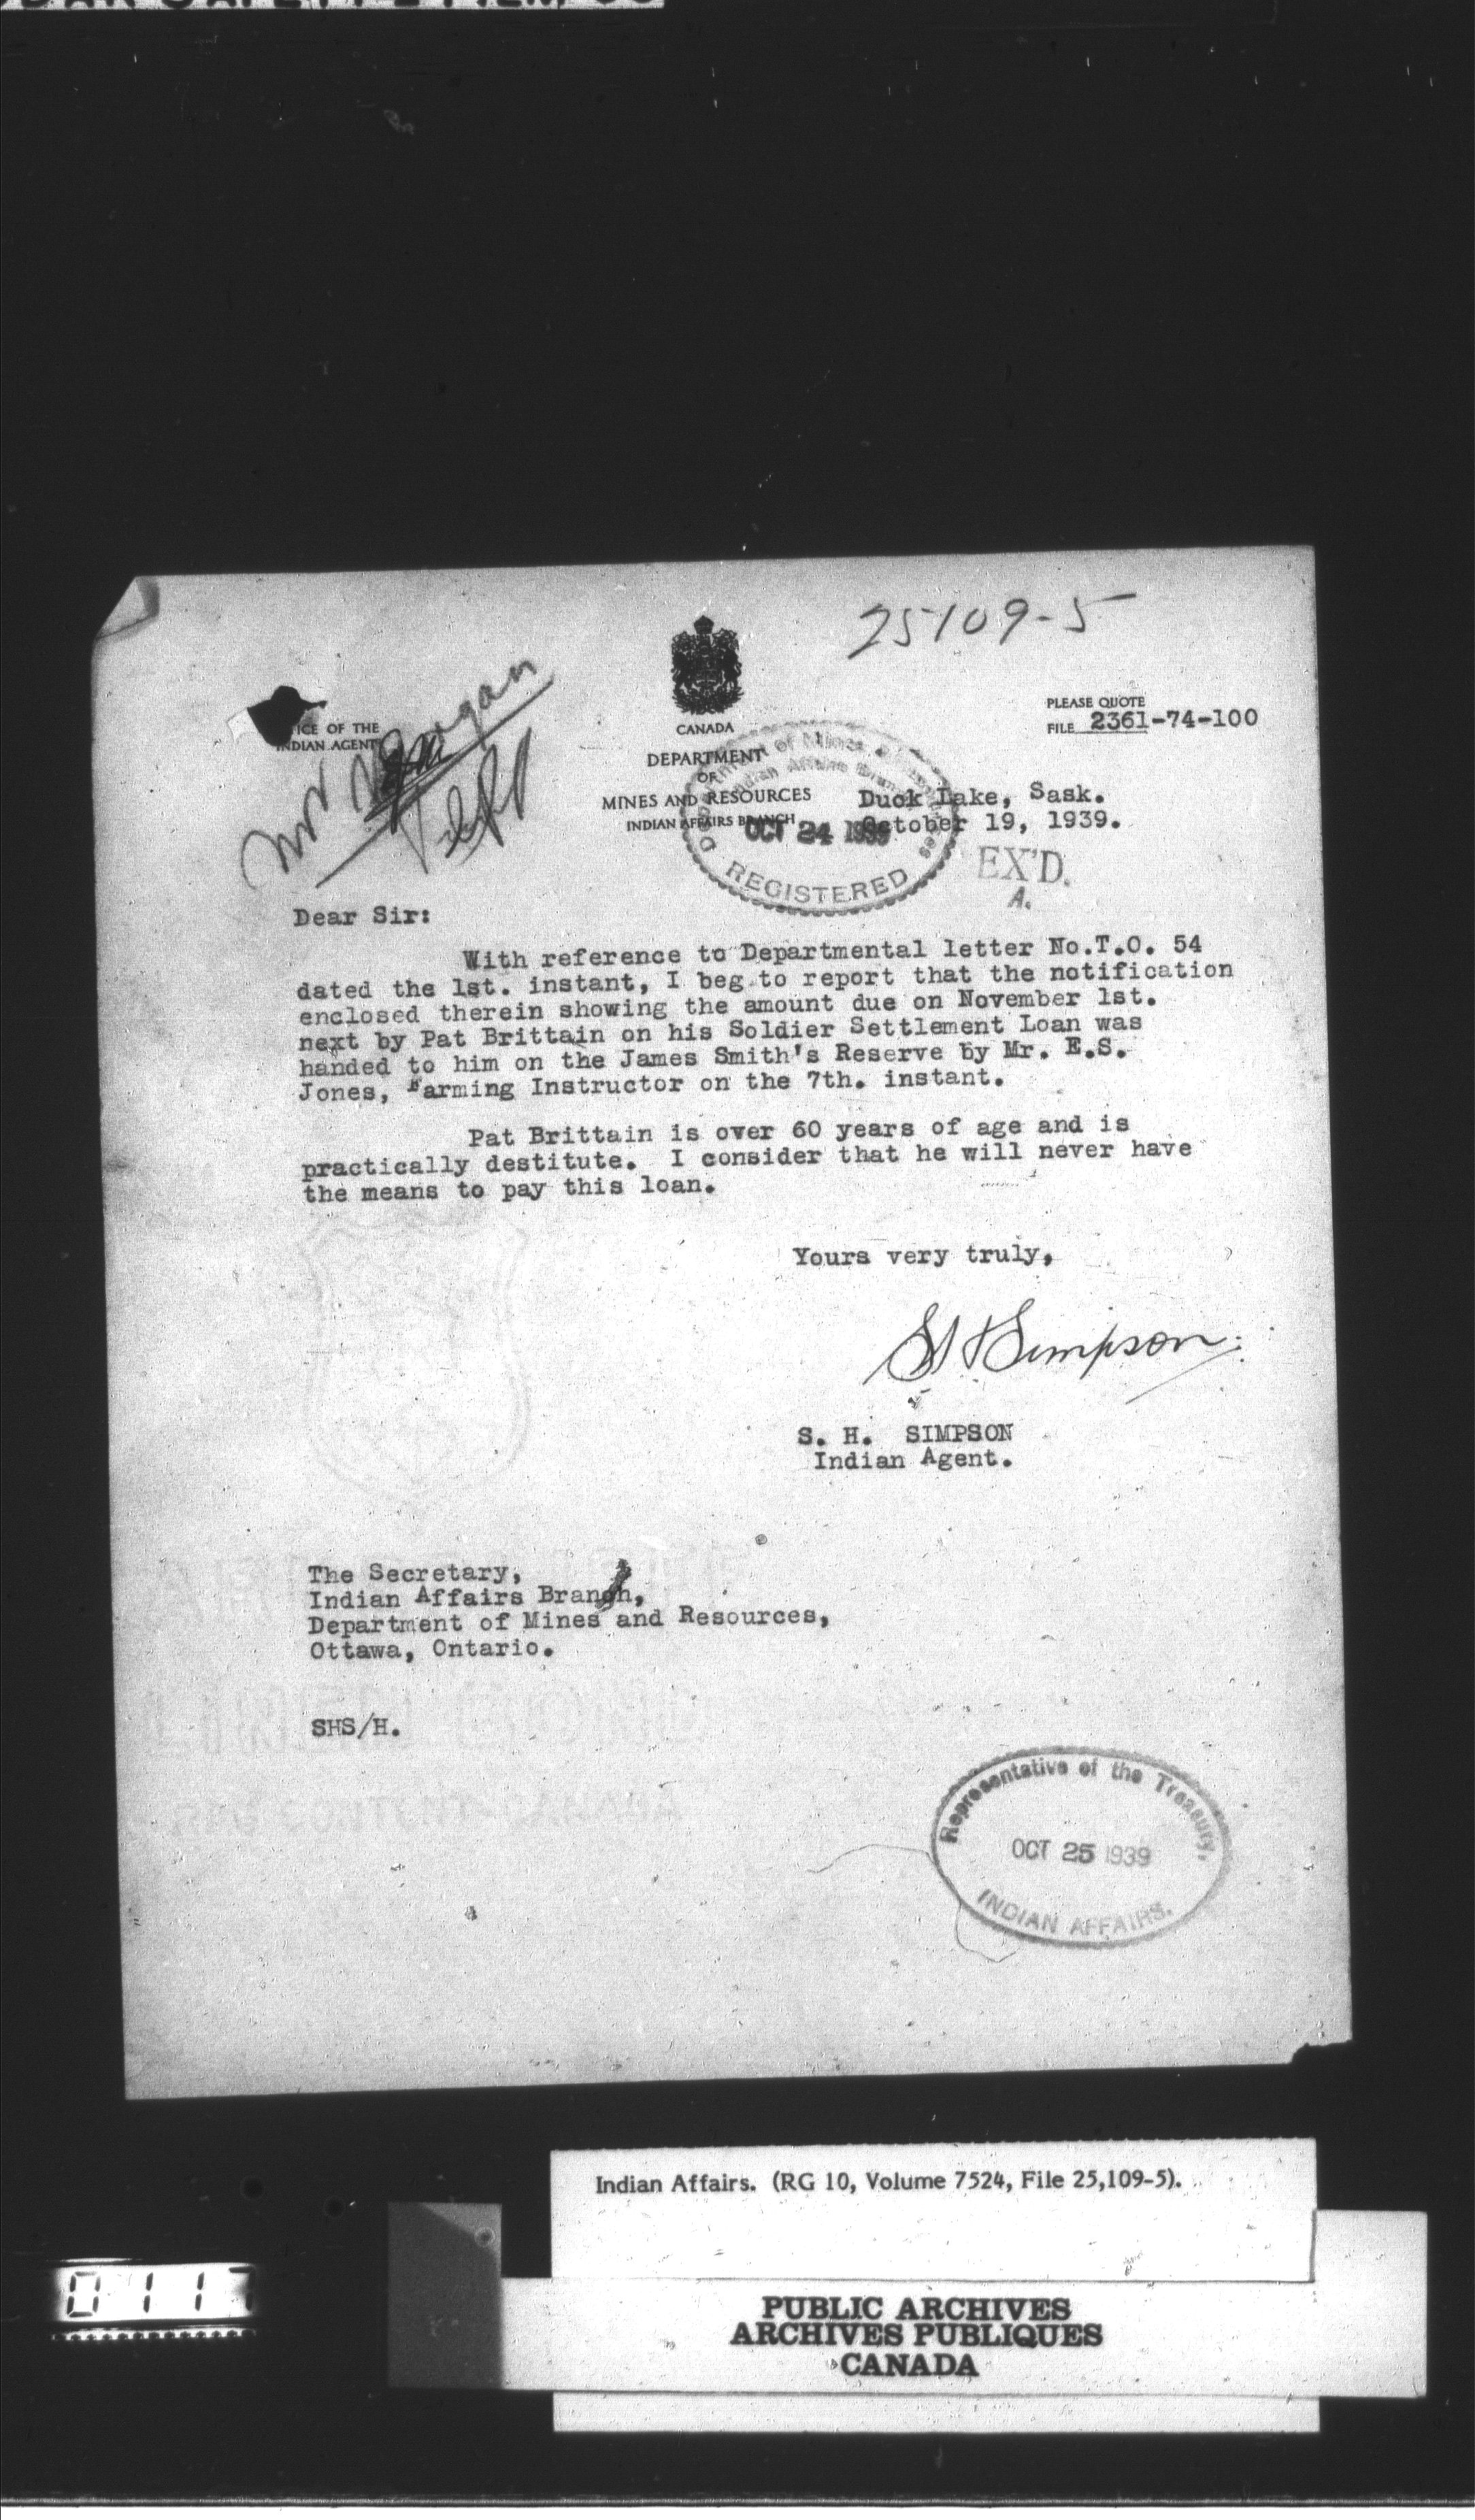 25109-5
OFFICE OF THE
INDIAN AGENT
Mr
CANADA
DEPARTMENT
OF
MINES AND RESOURCES
INDIAN AFFAIRS BRANCH
PLEASE QUOTE
FILE 2361-74-100
Indian Affairs Branch
OCT 24 1939
REGISTERED
Duck Lake, Sask.
October 19, 1939.
EX'D.
A.
Dear Sir:
With reference to Departmental letter No.T.O. 54
dated the 1st. instant, I beg to report that the notification
enclosed therein showing the amount due on November 1st.
next by Pat Brittain on his Soldier Settlement Loan was
handed to him on the James Smith's Reserve by Mr. E.S.
Jones, Farming Instructor on the 7th. instant.
Pat Brittain is over 60 years of age and is
practically destitute. I consider that he will never have
the means to pay this loan.
Yours very truly,
S H Simpson
S. H. SIMPSON
Indian Agent.
The Secretary,
Indian Affairs Branch,
Department of Mines and Resources,
Ottawa, Ontario.
SHS/H.
Representative of the Treasury,
OCT 25 1939
INDIAN AFFAIRS.
Indian Affairs. (RG 10, Volume 7524, File 25,109-5).
PUBLIC ARCHIVES
ARCHIVES PUBLIQUES
CANADA
0117